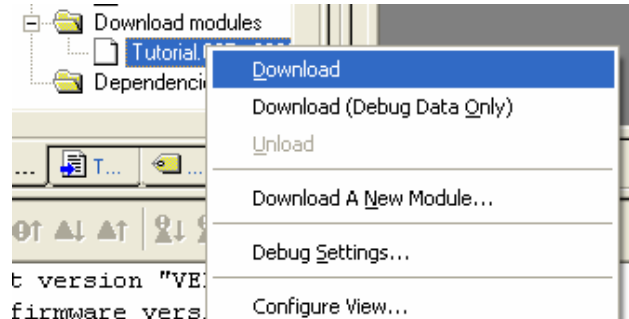 Download modules
Tutorial.
Download
Dependenci
Download (Debug Data Only)
Unload
... T... ...
Download A New Module...
Debug Settings...
t version "VE
firmware vers
Configure View...